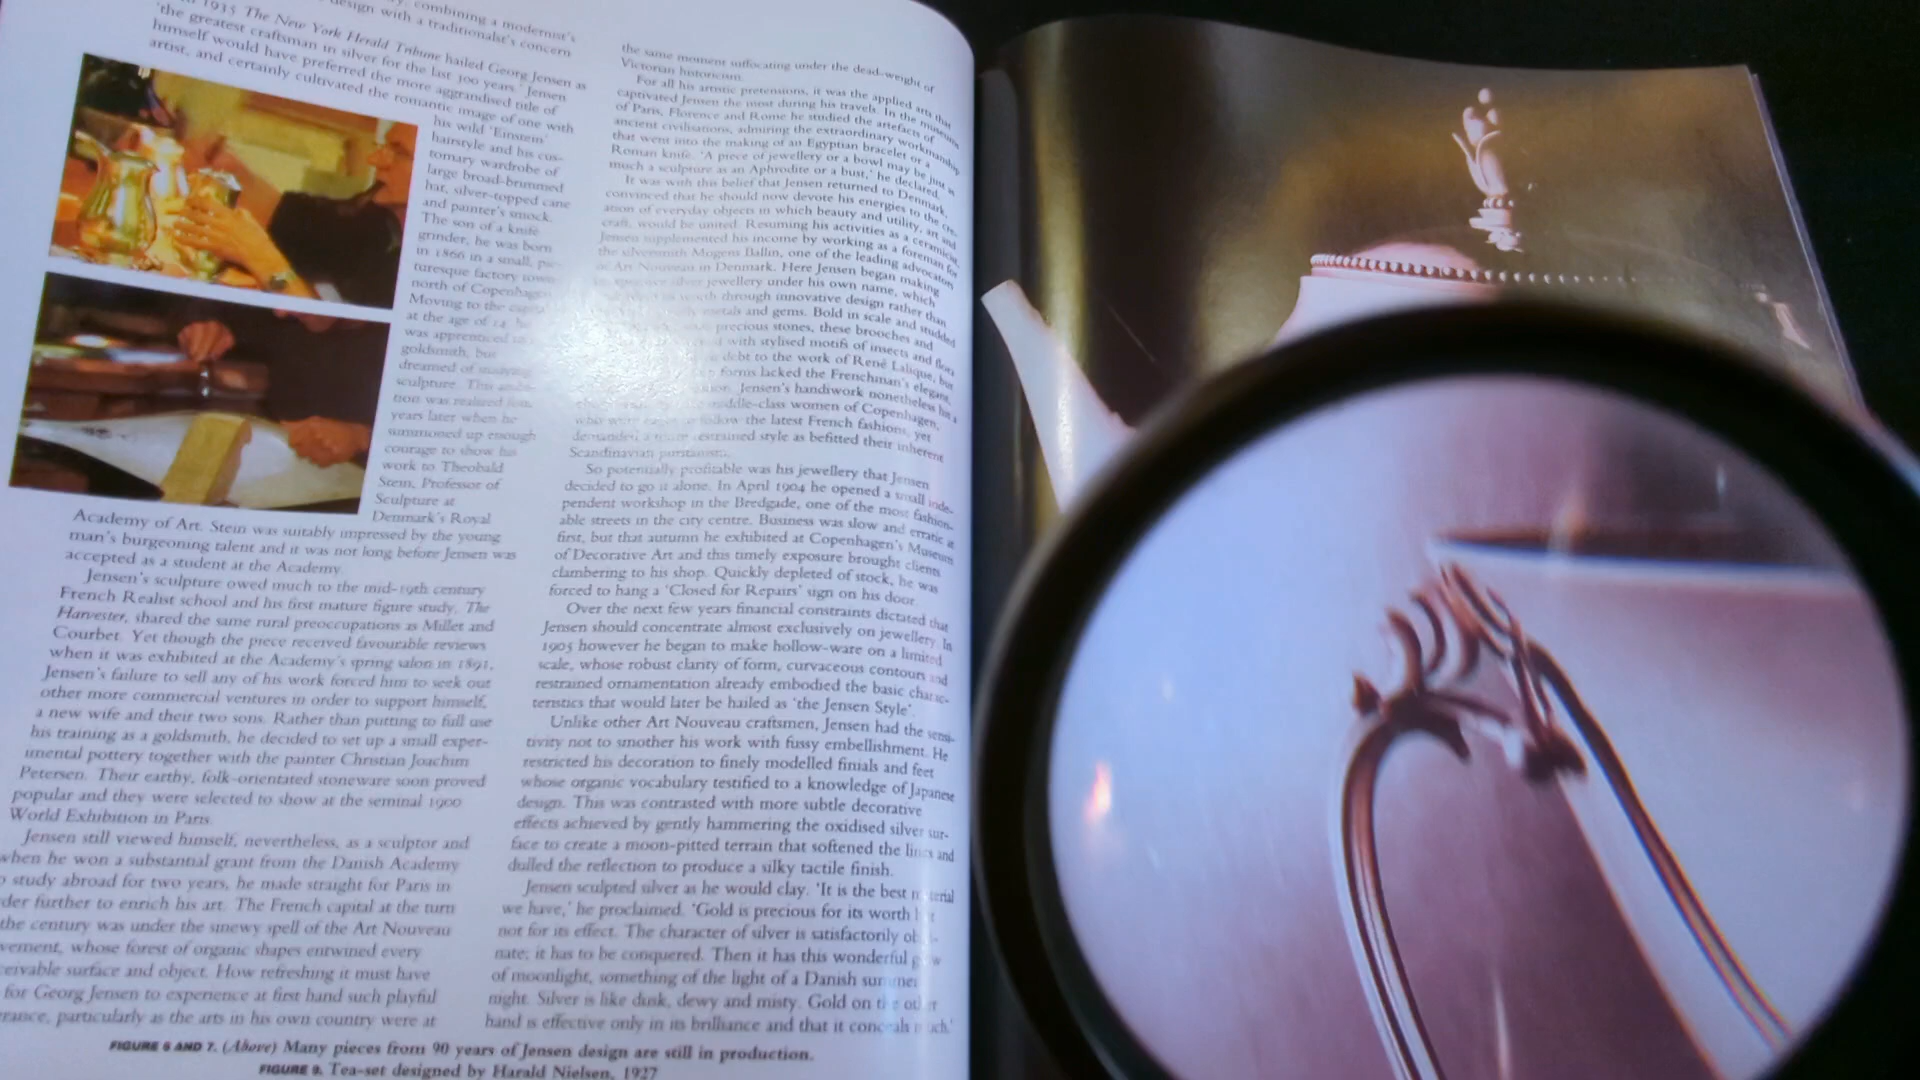 combining a modernist's
design with a traditionalist's concern
1935 The New York Herald Tribune hailed Georg Jensen as
'the greatest craftsman in silver for the last 300 years.' Jensen
himself would have preferred the more aggrandised title of
artist, and certainly cultivated the romantic image of one with
his wild 'Einstein'
hairstyle and his cus-
tomary wardrobe of
large broad-brimmed
hat, silver-topped cane
and painter's smock.
The son of a knife
grinder, he was born
in 1866 in a small, pic-
turesque factory town
north of Copenhagen.
Moving to the capital
at the age of 14 he
was apprenticed to a
goldsmith, but
dreamed of studying
sculpture. This ambi-
tion was realized four
years later when he
summoned up enough
courage to show his
work to Theobald
Stein, Professor of
Sculpture at
Denmark's Royal
Academy of Art. Stein was suitably impressed by the young
man's burgeoning talent and it was not long before Jensen was
accepted as a student at the Academy.
Jensen's sculpture owed much to the mid-19th century
French Realist school and his first mature figure study, The
Harvester, shared the same rural preoccupations as Millet and
Courbet. Yet though the piece received favourable reviews
when it was exhibited at the Academy's spring salon in 1891,
Jensen's failure to sell any of his work forced him to seek out
other more commercial ventures in order to support himself,
a new wife and their two sons. Rather than putting to full use
his training as a goldsmith, he decided to set up a small exper-
imental pottery together with the painter Christian Joachim
Petersen. Their earthy, folk-orientated stoneware soon proved
popular and they were selected to show at the seminal 1900
World Exhibition in Paris.
Jensen still viewed himself, nevertheless, as a sculptor and
when he won a substantial grant from the Danish Academy
study abroad for two years, he made straight for Paris in
der further to enrich his art. The French capital at the turn
the century was under the sinewy spell of the Art Nouveau
vement, whose forest of organic shapes entwined every
ceivable surface and object. How refreshing it must have
for Georg Jensen to experience at first hand such playful
rance, particularly as the arts in his own country were at
the same moment suffocating under the dead-weight of
Victorian historicism.
For all his artistic pretensions, it was the applied arts that
captivated Jensen the most during his travels. In the museums
of Paris, Florence and Rome he studied the artefacts of
ancient civilisations, admiring the extraordinary workmanship
that went into the making of an Egyptian bracelet or a
Roman knife. 'A piece of jewellery or a bowl may be just as
much a sculpture as an Aphrodite or a bust,' he declared.
It was with this belief that Jensen returned to Denmark,
convinced that he should now devote his energies to the cre-
ation of everyday objects in which beauty and utility, art and
craft, would be united. Resuming his activities as a ceramicist,
Jensen supplemented his income by working as a foreman for
the silversmith Mogens Ballin, one of the leading advocates
of Art Nouveau in Denmark. Here Jensen began making
silver jewellery under his own name, which
worth through innovative design rather than
metals and gems. Bold in scale and studded
precious stones, these brooches and
with stylised motifs of insects and flora
debt to the work of René Lalique, but
forms lacked the Frenchman's elegant
Jensen's handiwork nonetheless
middle-class women of Copenhagen,
who were follow the latest French fashions, yet
demanded a more restrained style as befitted their inherent
Scandinavian puritanism.
So potentially profitable was his jewellery that Jensen
decided to go it alone. In April 1904 he opened a small inde-
pendent workshop in the Bredgade, one of the most fashion-
able streets in the city centre. Business was slow and erratic at
first, but that autumn he exhibited at Copenhagen's Museum
of Decorative Art and this timely exposure brought clients
clambering to his shop. Quickly depleted of stock, he was
forced to hang a 'Closed for Repairs' sign on his door.
Over the next few years financial constraints dictated that
Jensen should concentrate almost exclusively on jewellery. In
1905 however he began to make hollow-ware on a limited
scale, whose robust clarity of form, curvaceous contours and
restrained ornamentation already embodied the basic charac-
teristics that would later be hailed as 'the Jensen Style'.
Unlike other Art Nouveau craftsmen, Jensen had the sensi-
tivity not to smother his work with fussy embellishment. He
restricted his decoration to finely modelled finials and feet
whose organic vocabulary testified to a knowledge of Japanese
design. This was contrasted with more subtle decorative
effects achieved by gently hammering the oxidised silver sur-
face to create a moon-pitted terrain that softened the lines and
dulled the reflection to produce a silky tactile finish.
Jensen sculpted silver as he would clay. 'It is the best material
we have,' he proclaimed. 'Gold is precious for its worth but
not for its effect. The character of silver is satisfactorily obsti-
nate; it has to be conquered. Then it has this wonderful glow
of moonlight, something of the light of a Danish summer
night. Silver is like dusk, dewy and misty. Gold on the other
hand is effective only in its brilliance and that it conceals much.'
FIGURE 6 AND 7. (Above) Many pieces from 90 years of Jensen design are still in production.
FIGURE 9. Tea-set designed by Harald Nielsen, 1927